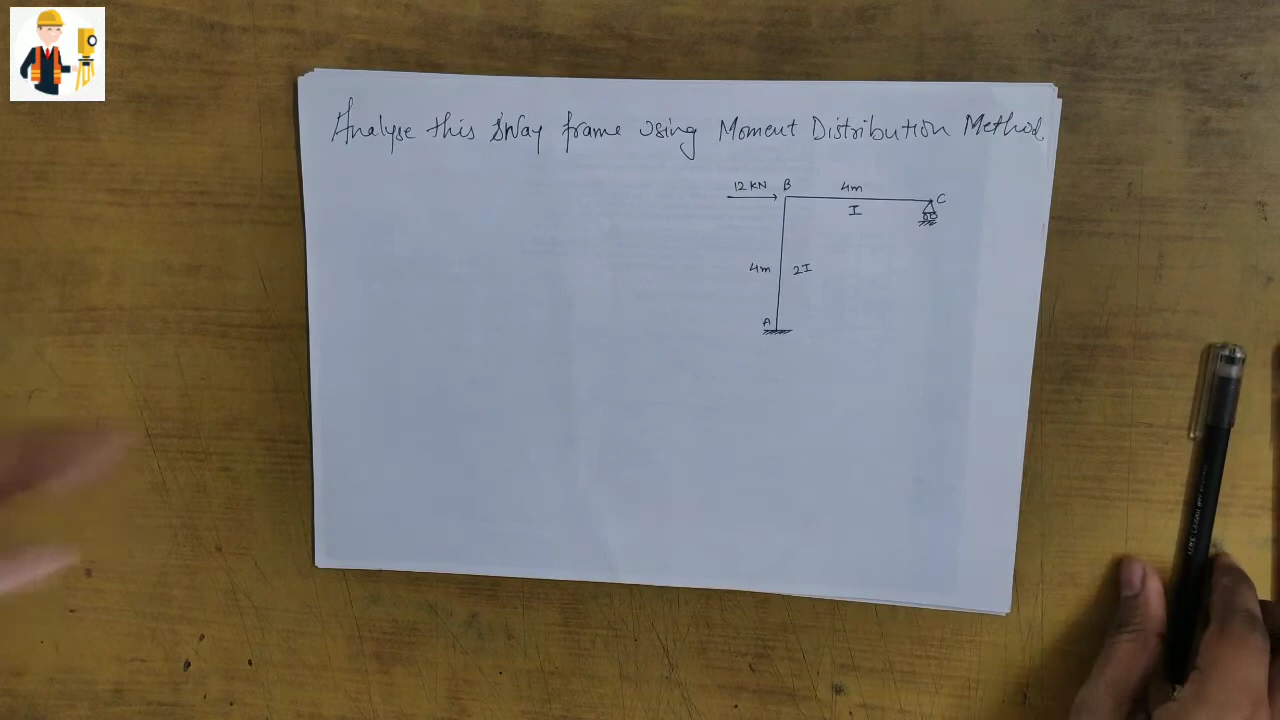 Analyse this sway frame using Moment Distribution Method
12 KN B 4m
C
I
4m 2I
A